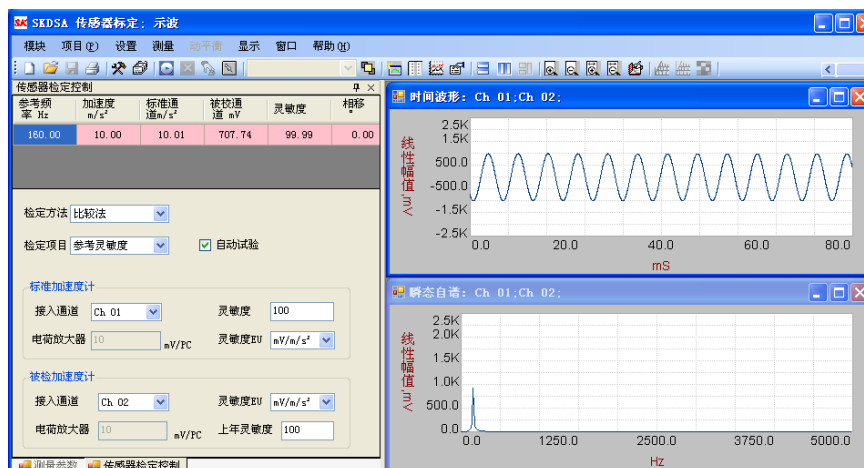 SKDSA 传感器标定; 示波
模块 项目(P) 设置 测量 动平衡 显示 窗口 帮助(H)
传感器检定控制
参考频率 Hz 加速度 m/s² 标准通道m/s² 被校通道 mV 灵敏度 相移 °
160.00 10.00 10.01 707.74 99.99 0.00
检定方法 比较法
检定项目 参考灵敏度 自动试验
标准加速度计
接入通道 Ch 01 灵敏度 100
电荷放大器 10 mV/PC 灵敏度EU mV/m/s²
被检加速度计
接入通道 Ch 02 灵敏度EU mV/m/s²
电荷放大器 10 mV/PC 上年灵敏度 100
测量参数 传感器检定控制
时间波形: Ch 01;Ch 02;
线性幅值,mV
2.5K
1.5K
500.0
-500.0
-1.5K
-2.5K
0.0 20.0 40.0 60.0 80.0
mS
瞬态自谱: Ch 01;Ch 02;
线性幅值,mV
2.5K
2.0K
1.5K
1.0K
500.0
0.0
0.0 1250.0 2500.0 3750.0 5000.0
Hz